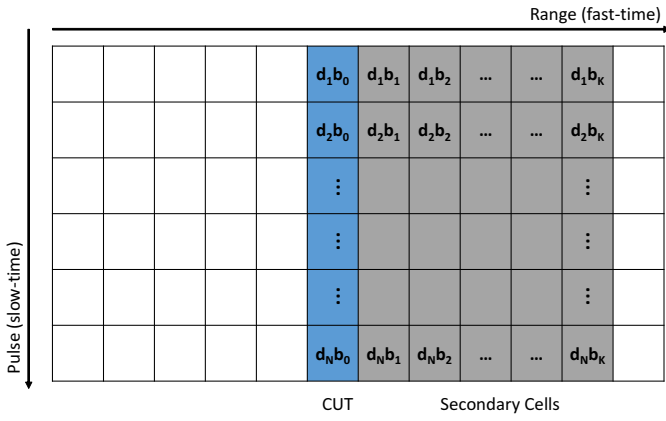 Range (fast-time)
d₁b₀ d₁b₁ d₁b₂ ... ... d₁bK
d₂b₀ d₂b₁ d₂b₂ ... ... d₂bK
⋮ ⋮
⋮ ⋮
⋮ ⋮
dNb₀ dNb₁ dNb₂ ... ... dNbK
Pulse (slow-time)
CUT Secondary Cells